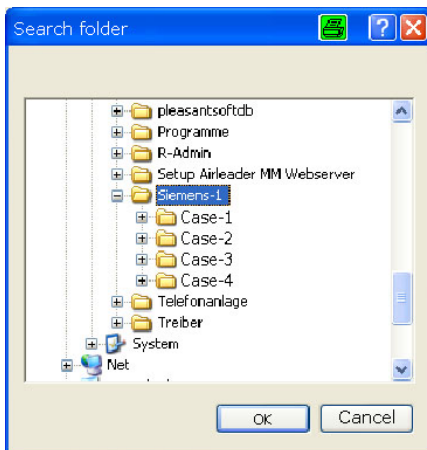 Search folder
pleasantsoftdb
Programme
R-Admin
Setup Airleader MM Webserver
Siemens-1
Case-1
Case-2
Case-3
Case-4
Telefonanlage
Treiber
System
Net
OK Cancel